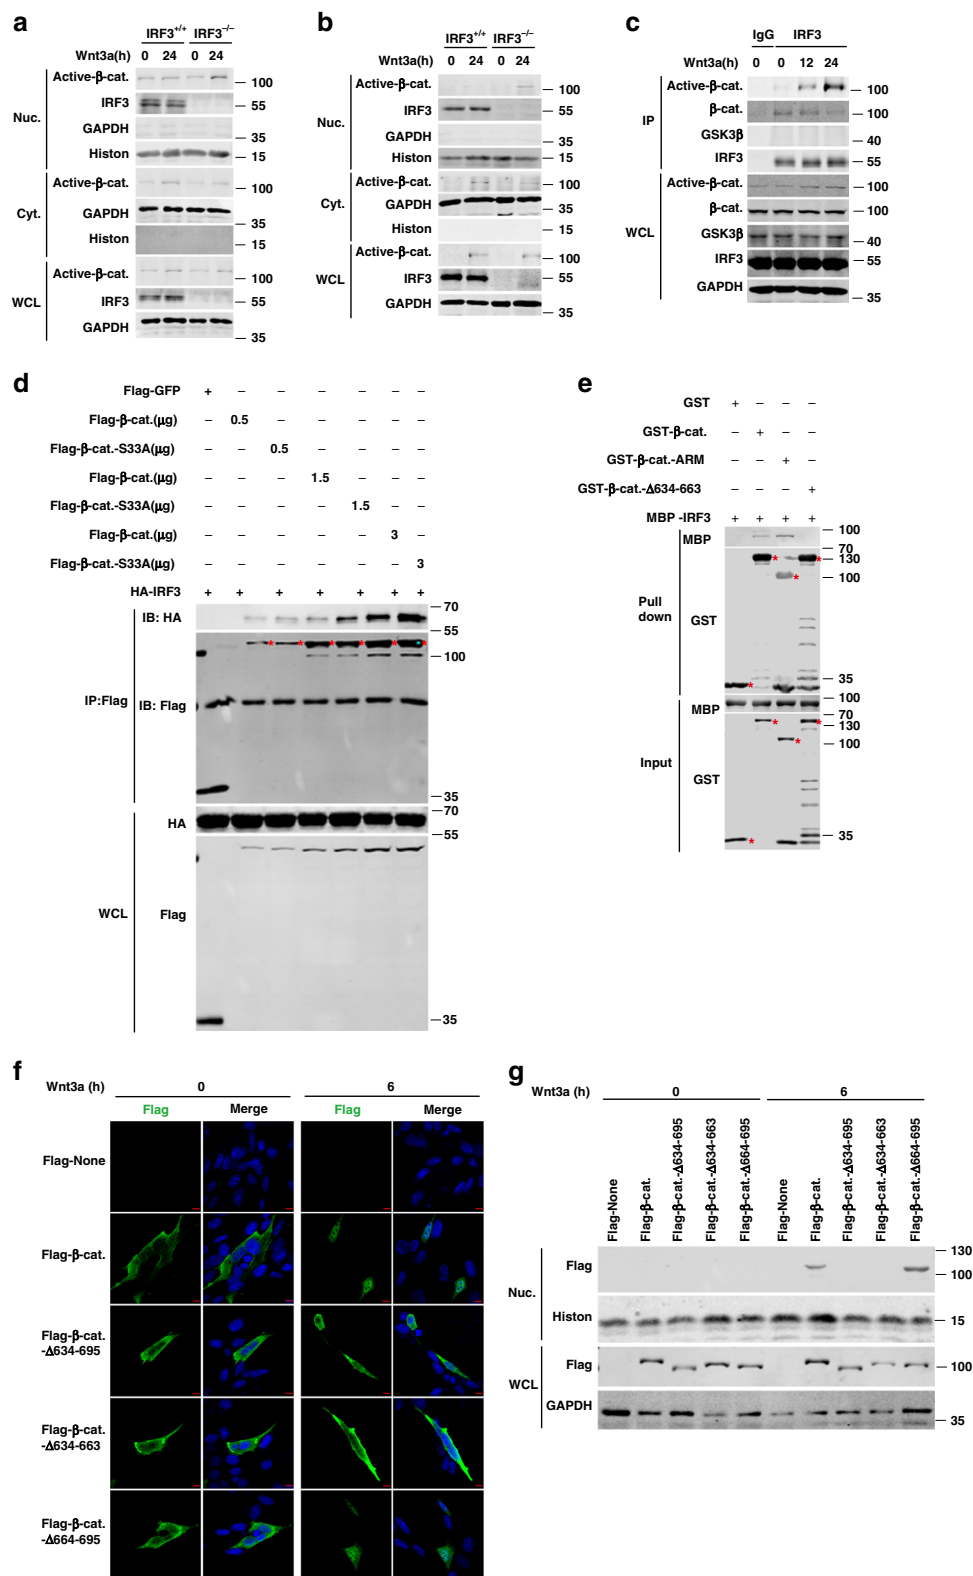 a
IRF3+/+ IRF3−/−
Wnt3a(h) 0 24 0 24
Nuc.
Active-β-cat. 100
IRF3 55
GAPDH 35
Histon 15
Cyt.
Active-β-cat. 100
GAPDH 35
Histon 15
WCL
Active-β-cat. 100
IRF3 55
GAPDH 35
b
IRF3+/+ IRF3−/−
Wnt3a(h) 0 24 0 24
Nuc.
Active-β-cat. 100
IRF3 55
GAPDH 35
Histon 15
Cyt.
Active-β-cat. 100
GAPDH 35
Histon 15
WCL
Active-β-cat. 100
IRF3 55
GAPDH 35
c
IgG IRF3
Wnt3a(h) 0 0 12 24
IP
Active-β-cat. 100
β-cat.
GSK3β 40
IRF3 55
WCL
Active-β-cat. 100
β-cat. 100
GSK3β 40
IRF3 55
GAPDH 35
d
Flag-GFP + − − − − − −
Flag-β-cat.(μg) − 0.5 − − − − −
Flag-β-cat.-S33A(μg) − − 0.5 − − − −
Flag-β-cat.(μg) − − − 1.5 − − −
Flag-β-cat.-S33A(μg) − − − − 1.5 − −
Flag-β-cat.(μg) − − − − − 3 −
Flag-β-cat.-S33A(μg) − − − − − − 3
HA-IRF3 + + + + + + +
IP:Flag
IB: HA 70
55
IB: Flag 100
35
WCL
HA 70
55
Flag
35
e
GST + − − −
GST-β-cat. − + − −
GST-β-cat.-ARM − − + −
GST-β-cat.-Δ634-663 − − − +
MBP -IRF3 + + + +
Pull down
MBP 100
70
GST 130
100
35
Input
MBP 100
70
GST 130
100
35
f
Wnt3a (h) 0 6
Flag Merge Flag Merge
Flag-None
Flag-β-cat.
Flag-β-cat.
-Δ634-695
Flag-β-cat.
-Δ634-663
Flag-β-cat.
-Δ664-695
g
Wnt3a (h) 0 6
Flag-None
Flag-β-cat.
Flag-β-cat.-Δ634-695
Flag-β-cat.-Δ634-663
Flag-β-cat.-Δ664-695
Flag-None
Flag-β-cat.
Flag-β-cat.-Δ634-695
Flag-β-cat.-Δ634-663
Flag-β-cat.-Δ664-695
Nuc.
Flag 130
100
Histon 15
WCL
Flag 100
GAPDH 35